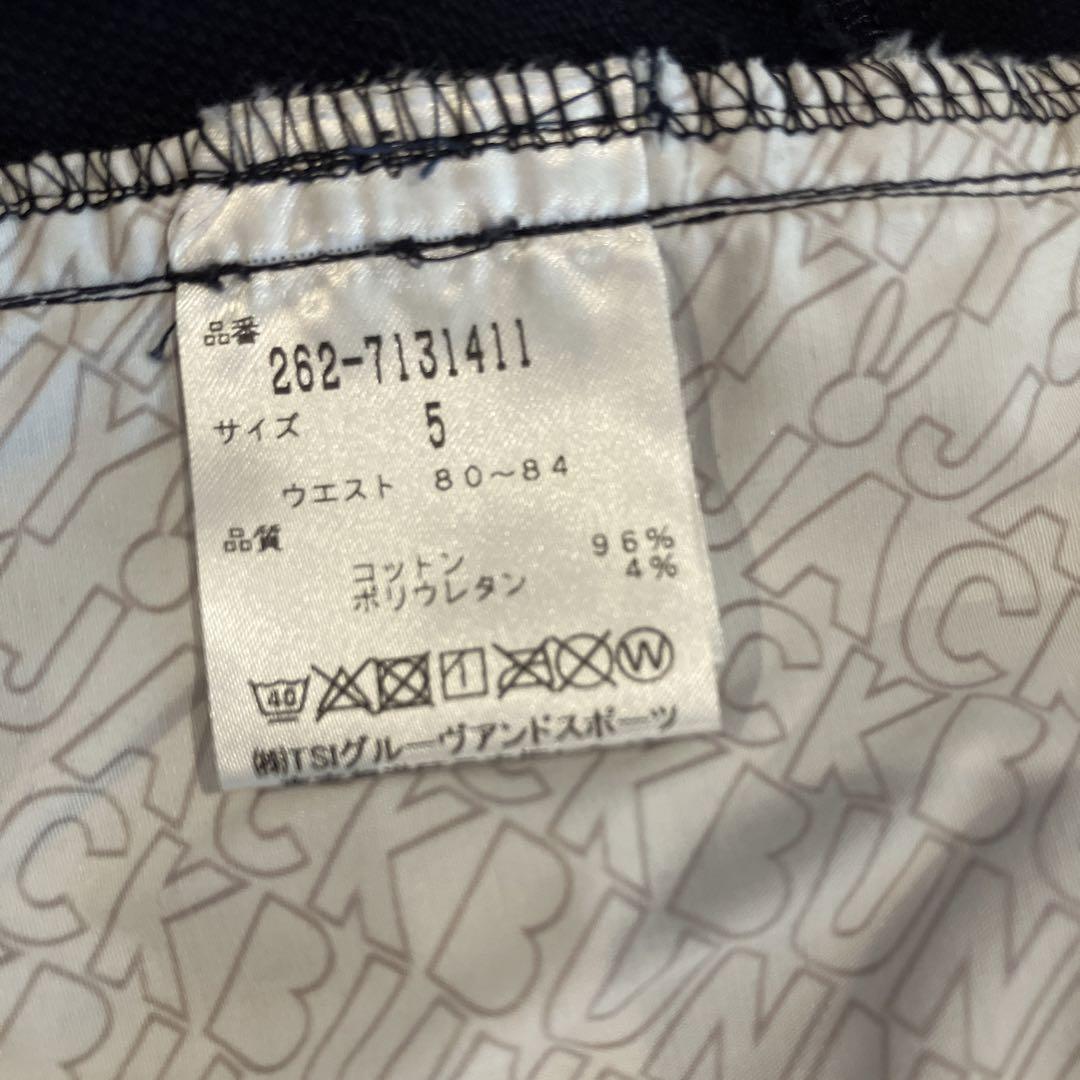 品番
262-7131411
サイズ 5
ウエスト 80～84
品質
コットン 96%
ポリウレタン 4%
40 W
㈱TSIグルーヴアンドスポーツ
JACK BUNNY